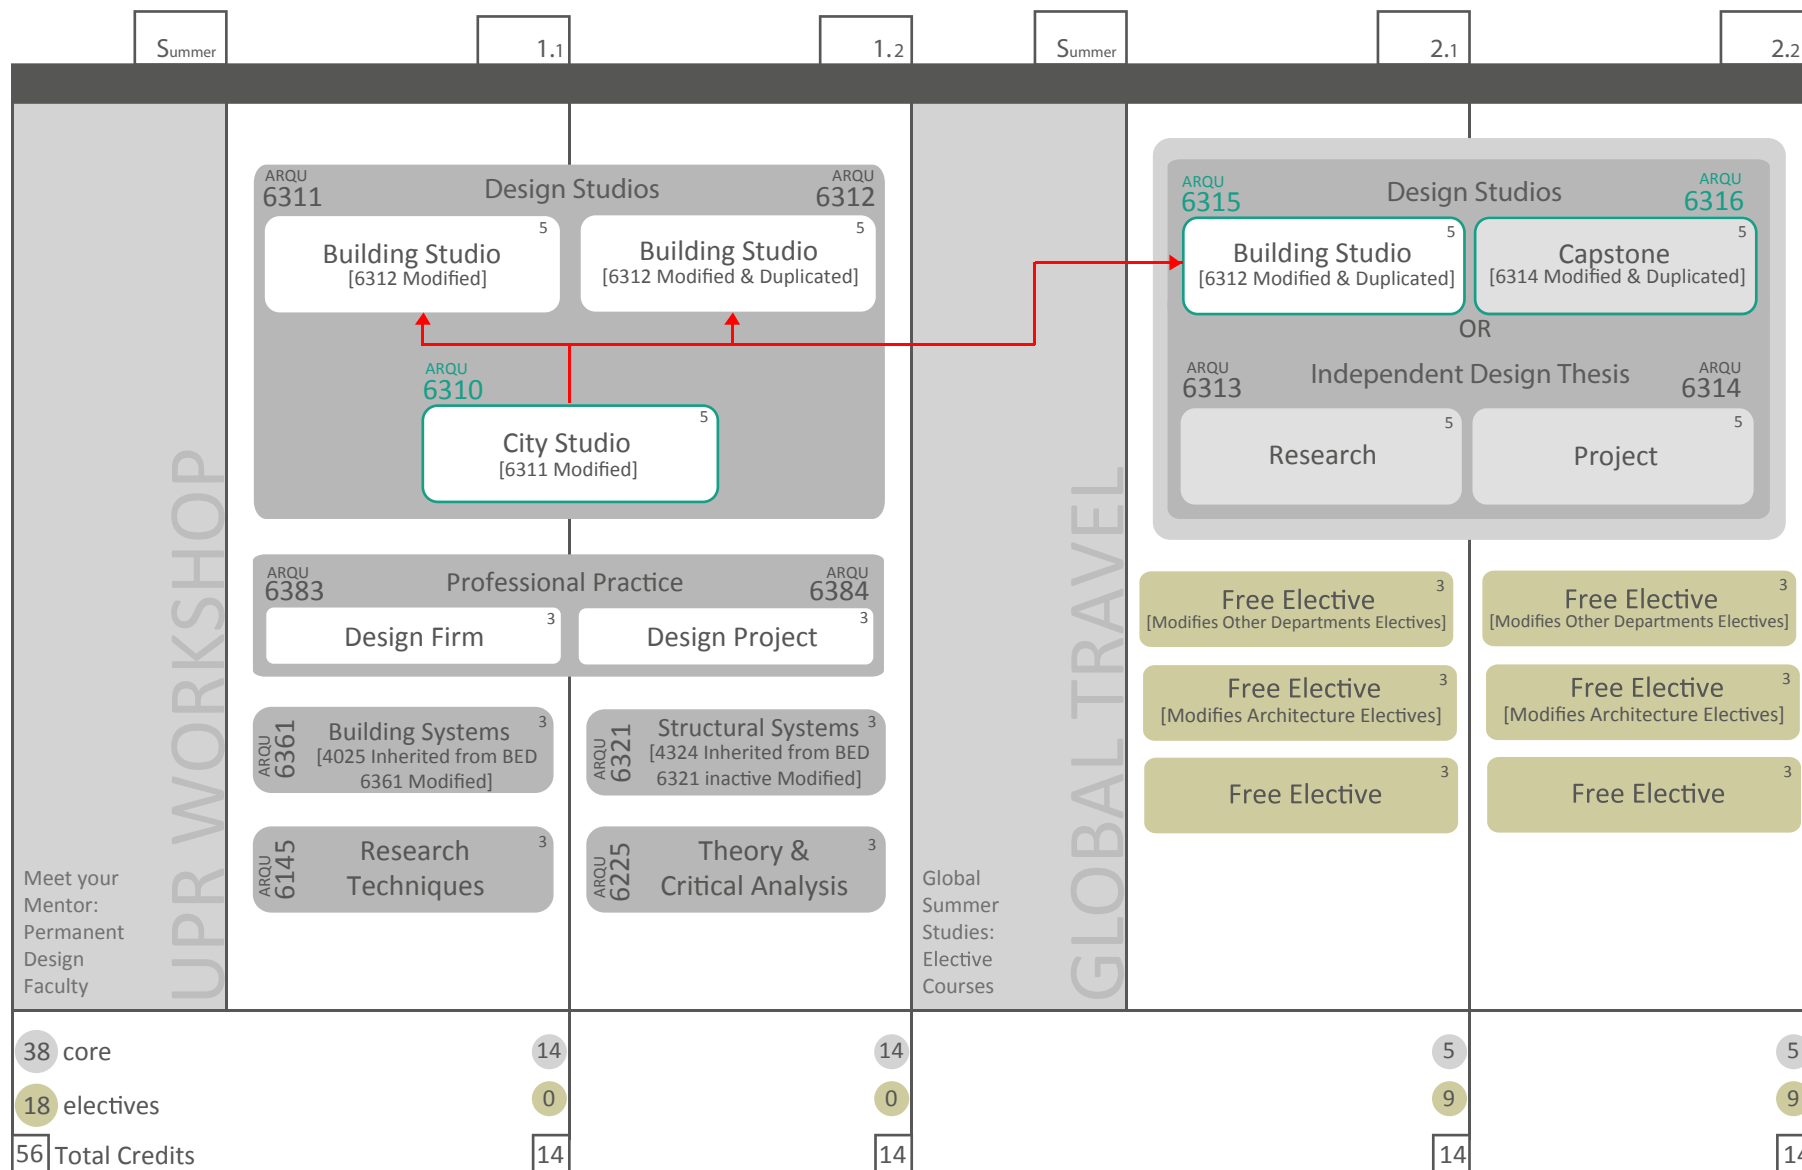 Summer
1.1
1.2
Summer
2.1
2.2
UPR WORKSHOP
Meet your
Mentor:
Permanent
Design
Faculty
ARQU
6311
Design Studios
ARQU
6312
5
Building Studio
[6312 Modified]
5
Building Studio
[6312 Modified & Duplicated]
ARQU
6310
5
City Studio
[6311 Modified]
ARQU
6383
Professional Practice
ARQU
6384
3
Design Firm
3
Design Project
ARQU
6361
3
Building Systems
[4025 Inherited from BED
6361 Modified]
ARQU
6321
3
Structural Systems
[4324 Inherited from BED
6321 inactive Modified]
ARQU
6145
3
Research
Techniques
ARQU
6225
3
Theory &
Critical Analysis
GLOBAL TRAVEL
Global
Summer
Studies:
Elective
Courses
ARQU
6315
Design Studios
ARQU
6316
5
Building Studio
[6312 Modified & Duplicated]
5
Capstone
[6314 Modified & Duplicated]
OR
ARQU
6313
Independent Design Thesis
ARQU
6314
5
Research
5
Project
3
Free Elective
[Modifies Other Departments Electives]
3
Free Elective
[Modifies Other Departments Electives]
3
Free Elective
[Modifies Architecture Electives]
3
Free Elective
[Modifies Architecture Electives]
3
Free Elective
3
Free Elective
38 core 14 14 5 5
18 electives 0 0 9 9
56 Total Credits 14 14 14 14